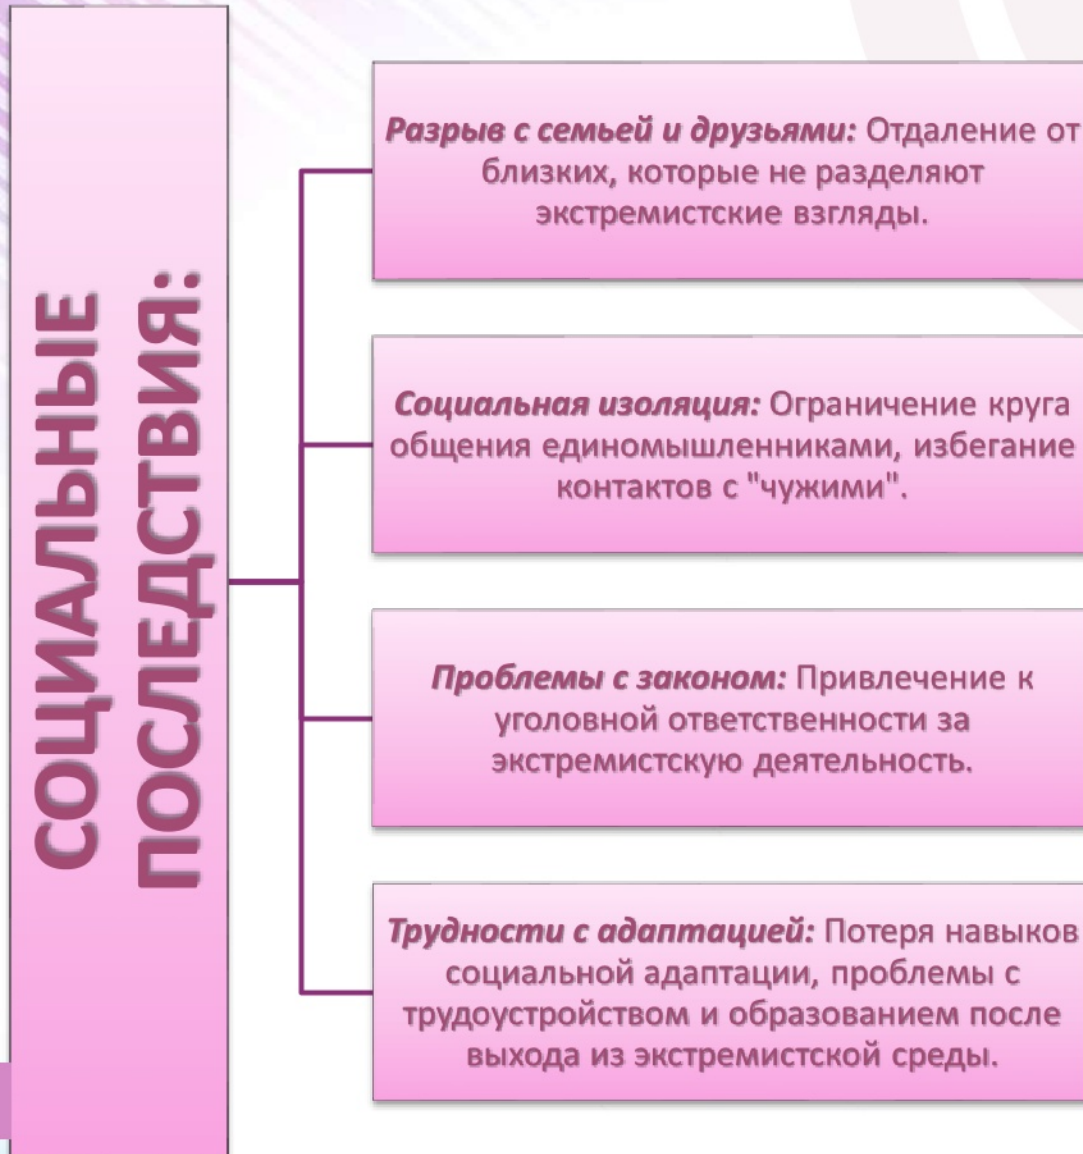 СОЦИАЛЬНЫЕ
ПОСЛЕДСТВИЯ:
Разрыв с семьей и друзьями: Отдаление от
близких, которые не разделяют
экстремистские взгляды.
Социальная изоляция: Ограничение круга
общения единомышленниками, избегание
контактов с "чужими".
Проблемы с законом: Привлечение к
уголовной ответственности за
экстремистскую деятельность.
Трудности с адаптацией: Потеря навыков
социальной адаптации, проблемы с
трудоустройством и образованием после
выхода из экстремистской среды.